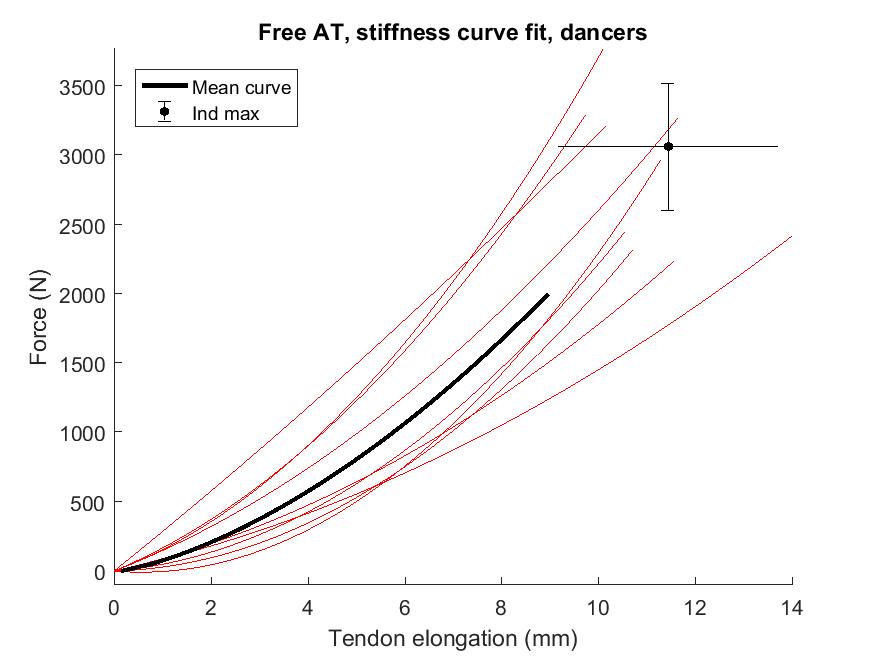 Free AT, stiffness curve fit, dancers
Mean curve
Ind max
Force (N)
3500
3000
2500
2000
1500
1000
500
0
0 2 4 6 8 10 12 14
Tendon elongation (mm)